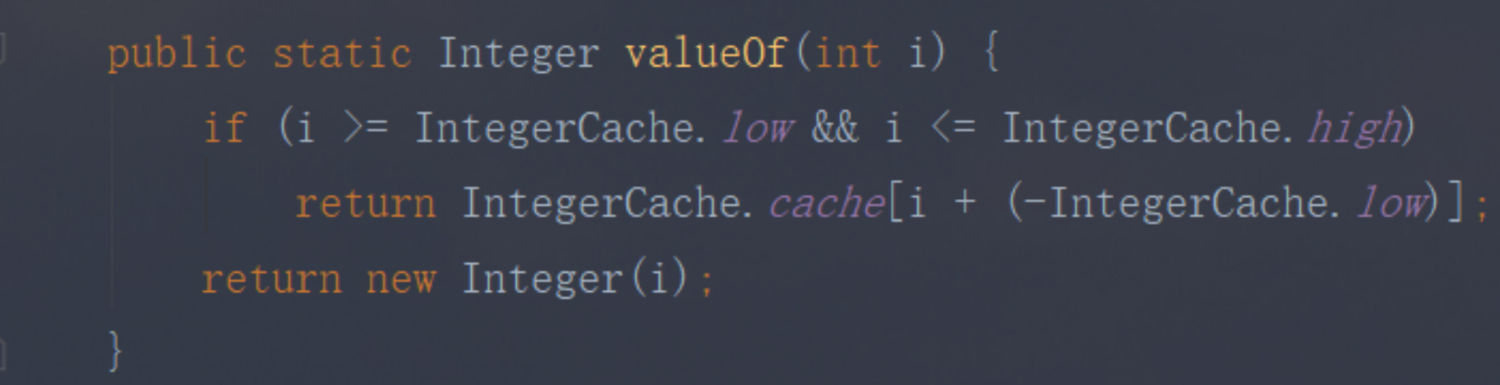 public static Integer valueOf(int i) {
if (i >= IntegerCache.low && i <= IntegerCache.high)
return IntegerCache.cache[i + (-IntegerCache.low)];
return new Integer(i);
}